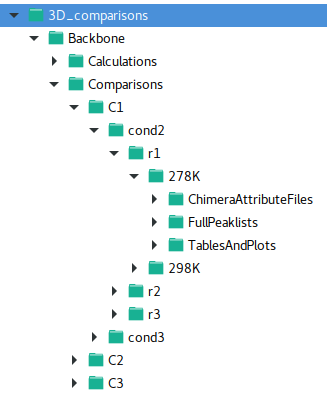 3D_comparisons
Backbone
Calculations
Comparisons
C1
cond2
r1
278K
ChimeraAttributeFiles
FullPeaklists
TablesAndPlots
298K
r2
r3
cond3
C2
C3